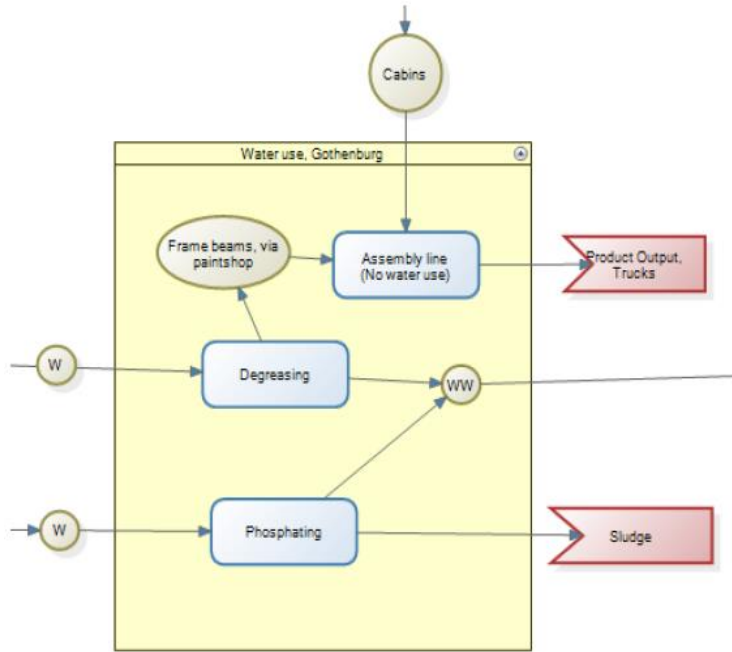 Cabins
Water use, Gothenburg
Frame beams, via
paintshop
Assembly line
(No water use)
Product Output,
Trucks
W
Degreasing
WW
W
Phosphating
Sludge